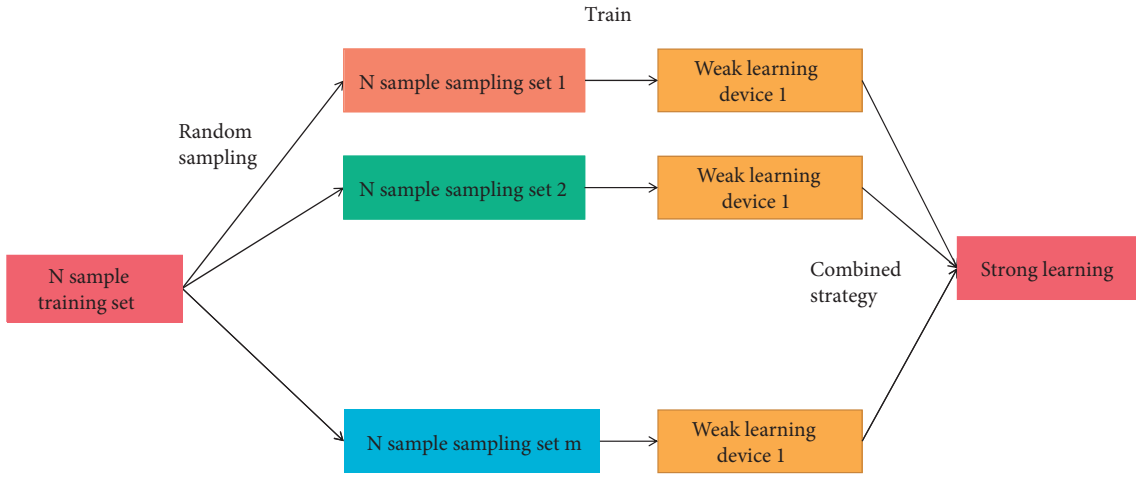 Train
N sample sampling set 1
Weak learning
device 1
Random
sampling
N sample sampling set 2
Weak learning
device 1
N sample
training set
Combined
strategy
Strong learning
N sample sampling set m
Weak learning
device 1